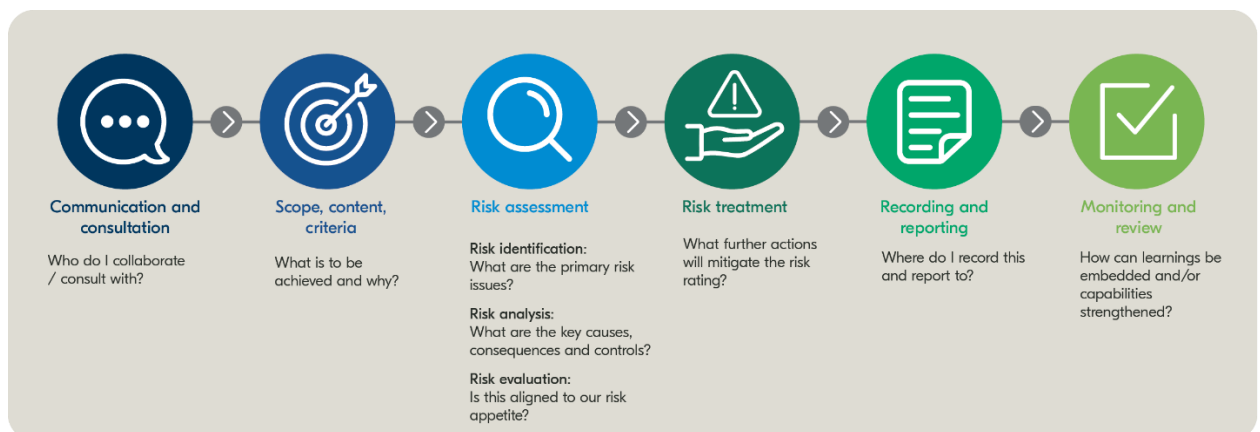 Communication and
consultation
Who do I collaborate
/ consult with?
Scope, content,
criteria
What is to be
achieved and why?
Risk assessment
Risk identification:
What are the primary risk
issues?
Risk analysis:
What are the key causes,
consequences and controls?
Risk evaluation:
Is this aligned to our risk
appetite?
Risk treatment
What further actions
will mitigate the risk
rating?
Recording and
reporting
Where do I record this
and report to?
Monitoring and
review
How can learnings be
embedded and/or
capabilities
strengthened?